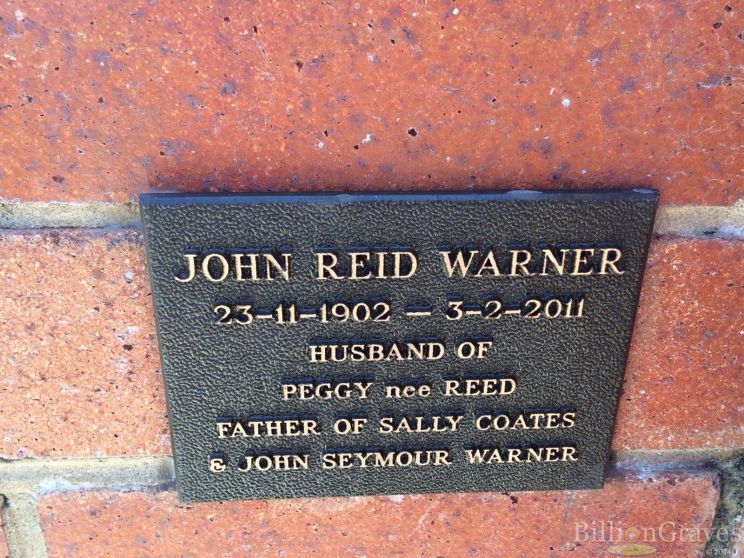 JOHN REID WARNER
23-11-1902 — 3-2-2011
HUSBAND OF
PEGGY nee REED
FATHER OF SALLY COATES
& JOHN SEYMOUR WARNER
BillionGraves
© 2014